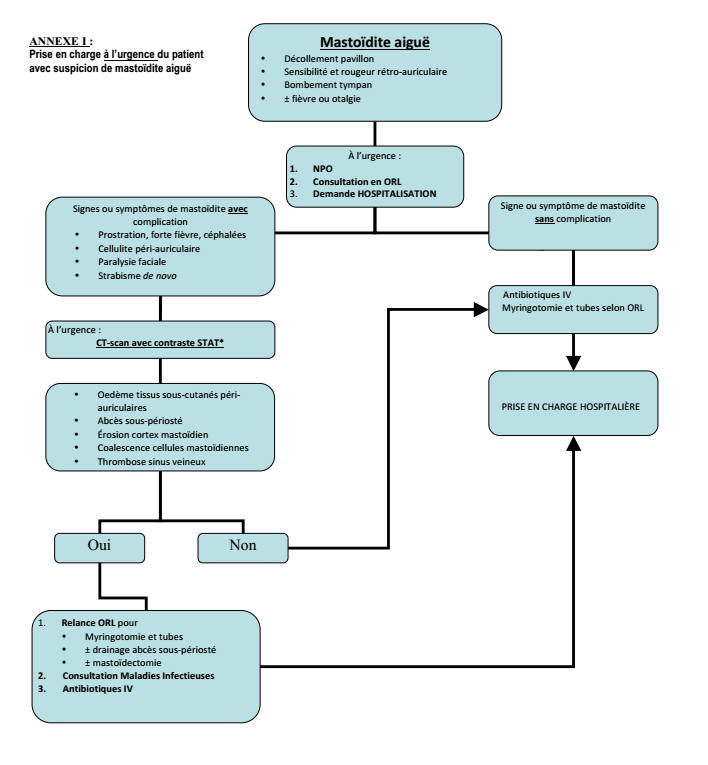 ANNEXE I :
Prise en charge à l'urgence du patient
avec suspicion de mastoïdite aiguë
Mastoïdite aiguë
• Décollement pavillon
• Sensibilité et rougeur rétro-auriculaire
• Bombement tympan
• ± fièvre ou otalgie
À l'urgence :
1. NPO
2. Consultation en ORL
3. Demande HOSPITALISATION
Signes ou symptômes de mastoïdite avec
complication
• Prostration, forte fièvre, céphalées
• Cellulite péri-auriculaire
• Paralysie faciale
• Strabisme de novo
Signe ou symptôme de mastoïdite
sans complication
Antibiotiques IV
Myringotomie et tubes selon ORL
À l'urgence :
CT-scan avec contraste STAT*
• Oedème tissus sous-cutanés péri-
auriculaires
• Abcès sous-périosté
• Érosion cortex mastoïdien
• Coalescence cellules mastoïdiennes
• Thrombose sinus veineux
PRISE EN CHARGE HOSPITALIÈRE
Oui
Non
1. Relance ORL pour
• Myringotomie et tubes
• ± drainage abcès sous-périosté
• ± mastoïdectomie
2. Consultation Maladies Infectieuses
3. Antibiotiques IV